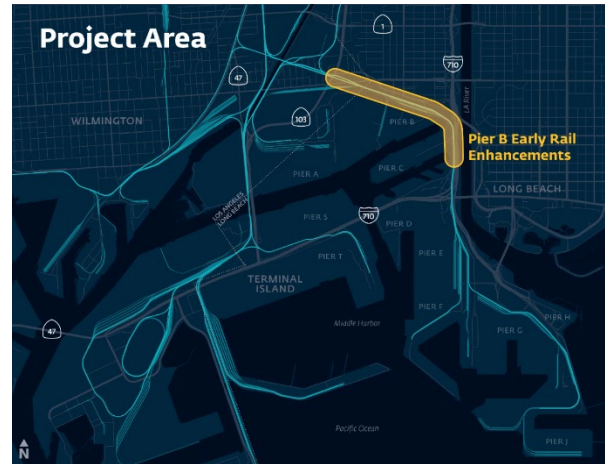 Project Area
1
47
710
LA River
WILMINGTON
103
PIER B
Pier B Early Rail
Enhancements
PIER A
PIER C
LONG BEACH
LOS ANGELES
LONG BEACH
PIER S
710
PIER D
PIER T
PIER E
TERMINAL
ISLAND
PIER F
PIER H
47
Middle Harbor
PIER G
Pacific Ocean
PIER J
N